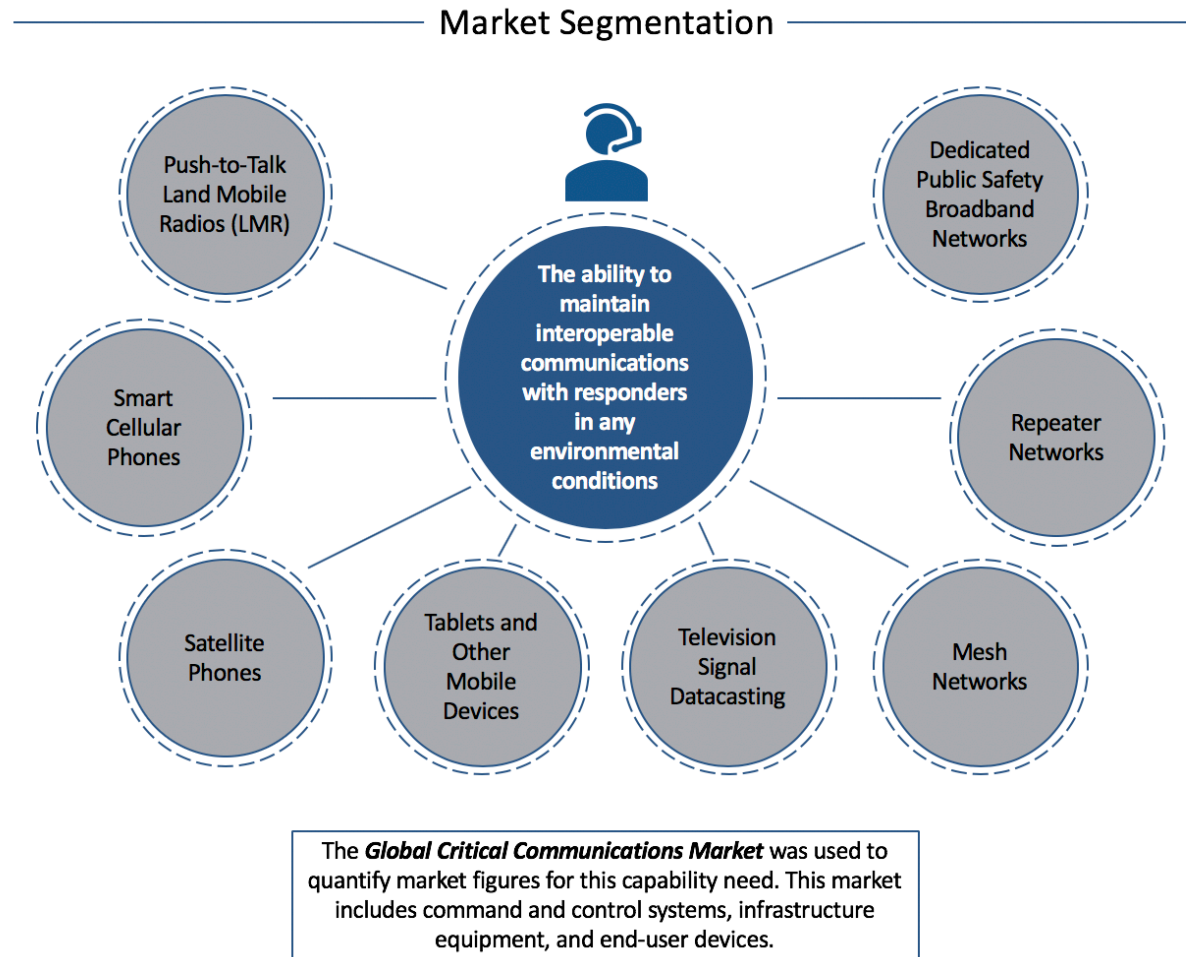 Market Segmentation
Push-to-Talk
Land Mobile
Radios (LMR)
Dedicated
Public Safety
Broadband
Networks
The ability to
maintain
interoperable
communications
with responders
in any
environmental
conditions
Smart
Cellular
Phones
Repeater
Networks
Satellite
Phones
Tablets and
Other
Mobile
Devices
Television
Signal
Datacasting
Mesh
Networks
The Global Critical Communications Market was used to
quantify market figures for this capability need. This market
includes command and control systems, infrastructure
equipment, and end-user devices.